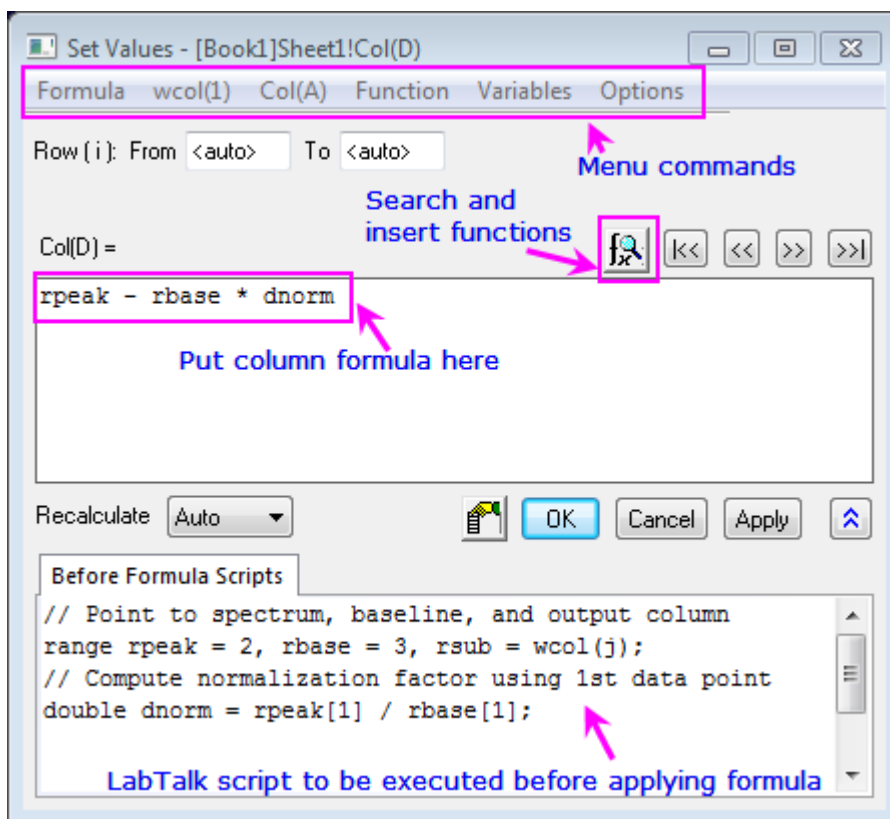 Set Values - [Book1]Sheet1!Col(D)
Formula wcol(1) Col(A) Function Variables Options
Row (i): From <auto> To <auto>
Menu commands
Search and
insert functions
Col(D) =
fx |<< << >> >>|
rpeak - rbase * dnorm
Put column formula here
Recalculate Auto OK Cancel Apply
Before Formula Scripts
// Point to spectrum, baseline, and output column
range rpeak = 2, rbase = 3, rsub = wcol(j);
// Compute normalization factor using 1st data point
double dnorm = rpeak[1] / rbase[1];
LabTalk script to be executed before applying formula